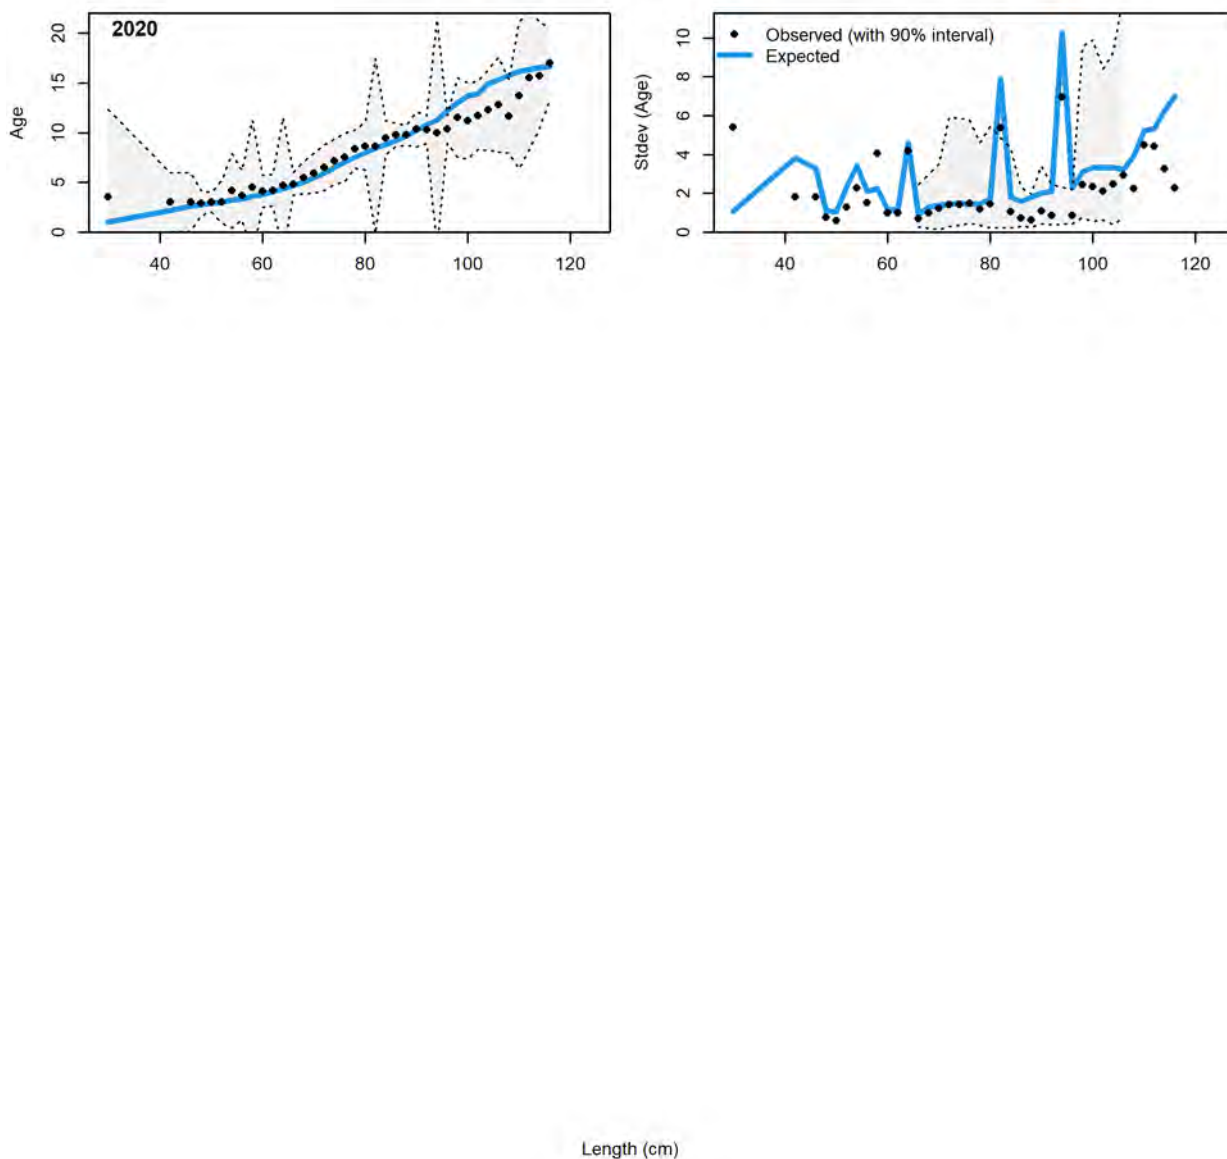 2020
Age
0 5 10 15 20
40 60 80 100 120
Observed (with 90% interval)
Expected
Stdev (Age)
0 2 4 6 8 10
40 60 80 100 120
Length (cm)